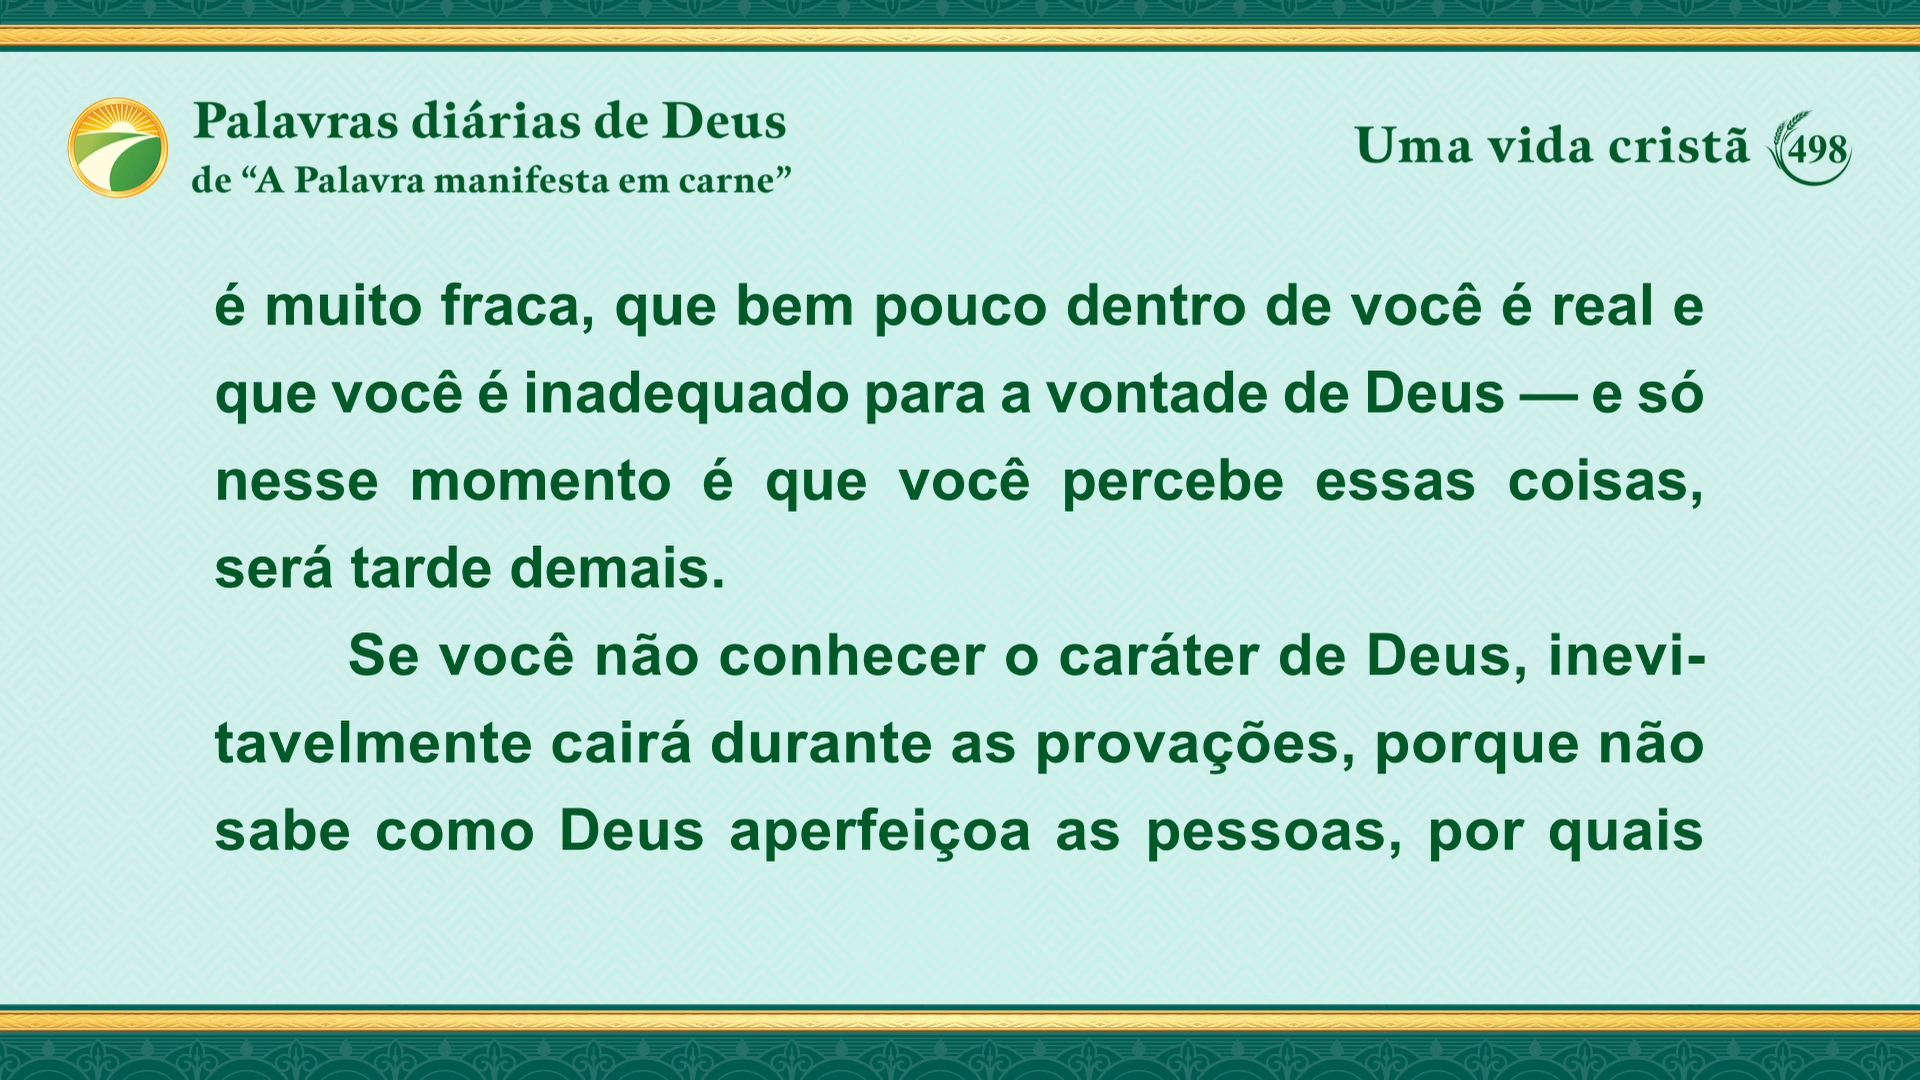 Palavras diárias de Deus
de “A Palavra manifesta em carne”
Uma vida cristã 498
é muito fraca, que bem pouco dentro de você é real e
que você é inadequado para a vontade de Deus — e só
nesse momento é que você percebe essas coisas,
será tarde demais.
Se você não conhecer o caráter de Deus, inevi-
tavelmente cairá durante as provações, porque não
sabe como Deus aperfeiçoa as pessoas, por quais